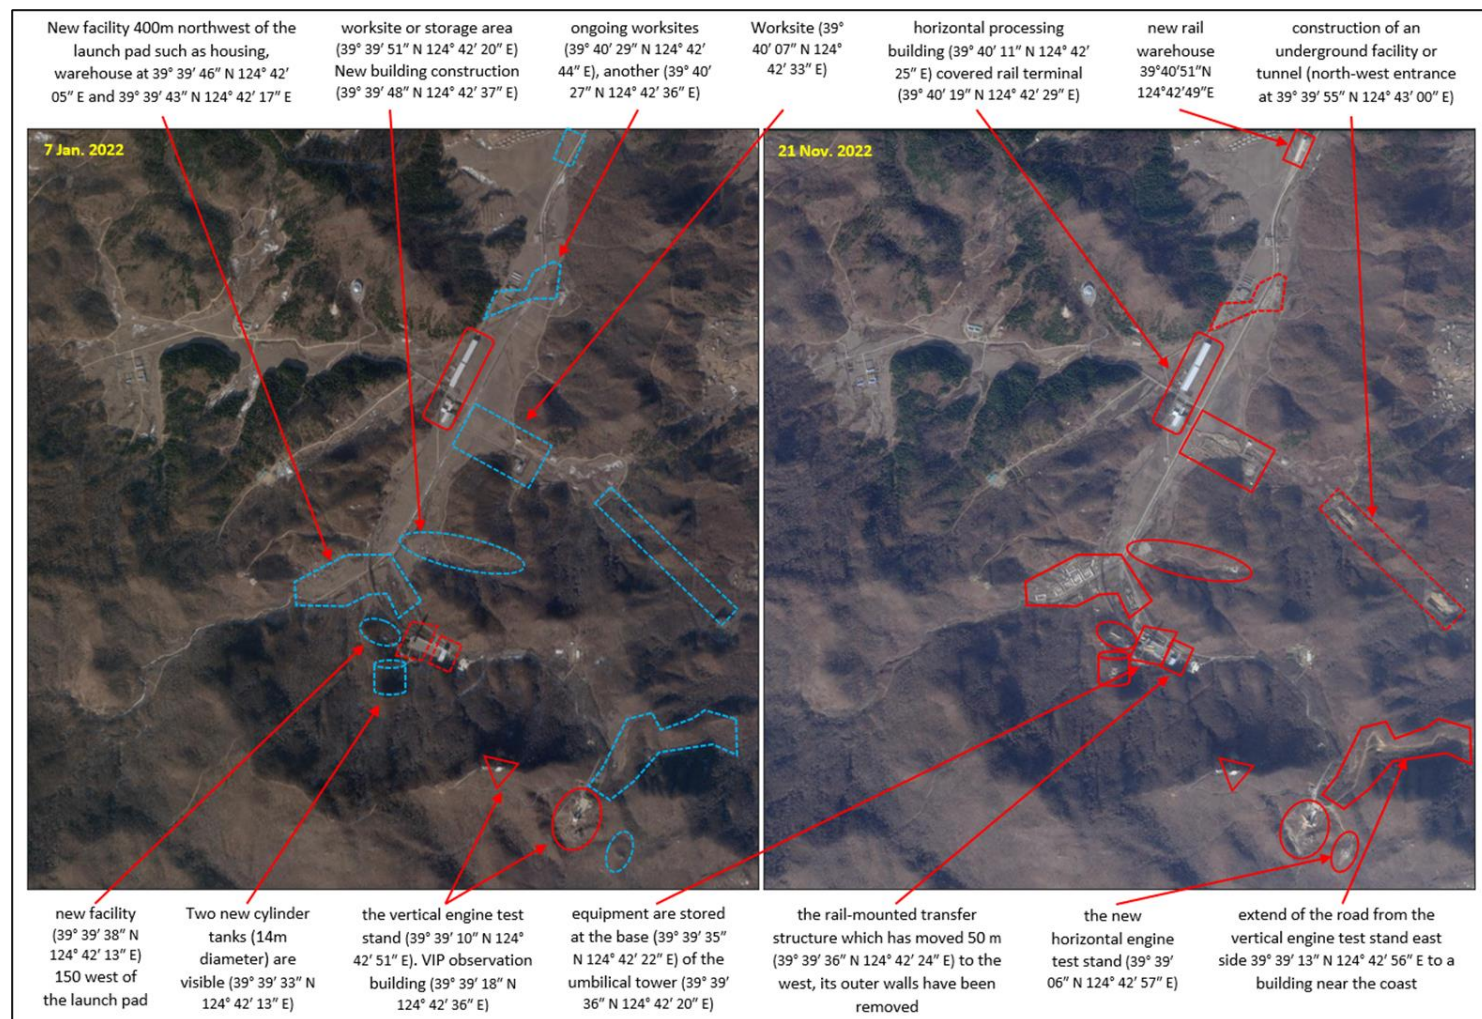 New facility 400m northwest of the
launch pad such as housing,
warehouse at 39° 39’ 46” N 124° 42’
05” E and 39° 39’ 43” N 124° 42’ 17” E
worksite or storage area
(39° 39’ 51” N 124° 42’ 20” E)
New building construction
(39° 39’ 48” N 124° 42’ 37” E)
ongoing worksites
(39° 40’ 29” N 124° 42’
44” E), another (39° 40’
27” N 124° 42’ 36” E)
Worksite (39°
40’ 07” N 124°
42’ 33” E)
horizontal processing
building (39° 40’ 11” N 124° 42’
25” E) covered rail terminal
(39° 40’ 19” N 124° 42’ 29” E)
new rail
warehouse
39°40’51”N
124°42’49”E
construction of an
underground facility or
tunnel (north-west entrance
at 39° 39’ 55” N 124° 43’ 00” E)
7 Jan. 2022
21 Nov. 2022
new facility
(39° 39’ 38” N
124° 42’ 13” E)
150 west of
the launch pad
Two new cylinder
tanks (14m
diameter) are
visible (39° 39’ 33” N
124° 42’ 13” E)
the vertical engine test
stand (39° 39’ 10” N 124°
42’ 51” E). VIP observation
building (39° 39’ 18” N
124° 42’ 36” E)
equipment are stored
at the base (39° 39’ 35”
N 124° 42’ 22” E) of the
umbilical tower (39° 39’
36” N 124° 42’ 20” E)
the rail-mounted transfer
structure which has moved 50 m
(39° 39’ 36” N 124° 42’ 24” E) to the
west, its outer walls have been
removed
the new
horizontal engine
test stand (39° 39’
06” N 124° 42’ 57” E)
extend of the road from the
vertical engine test stand east
side 39° 39’ 13” N 124° 42’ 56” E to a
building near the coast